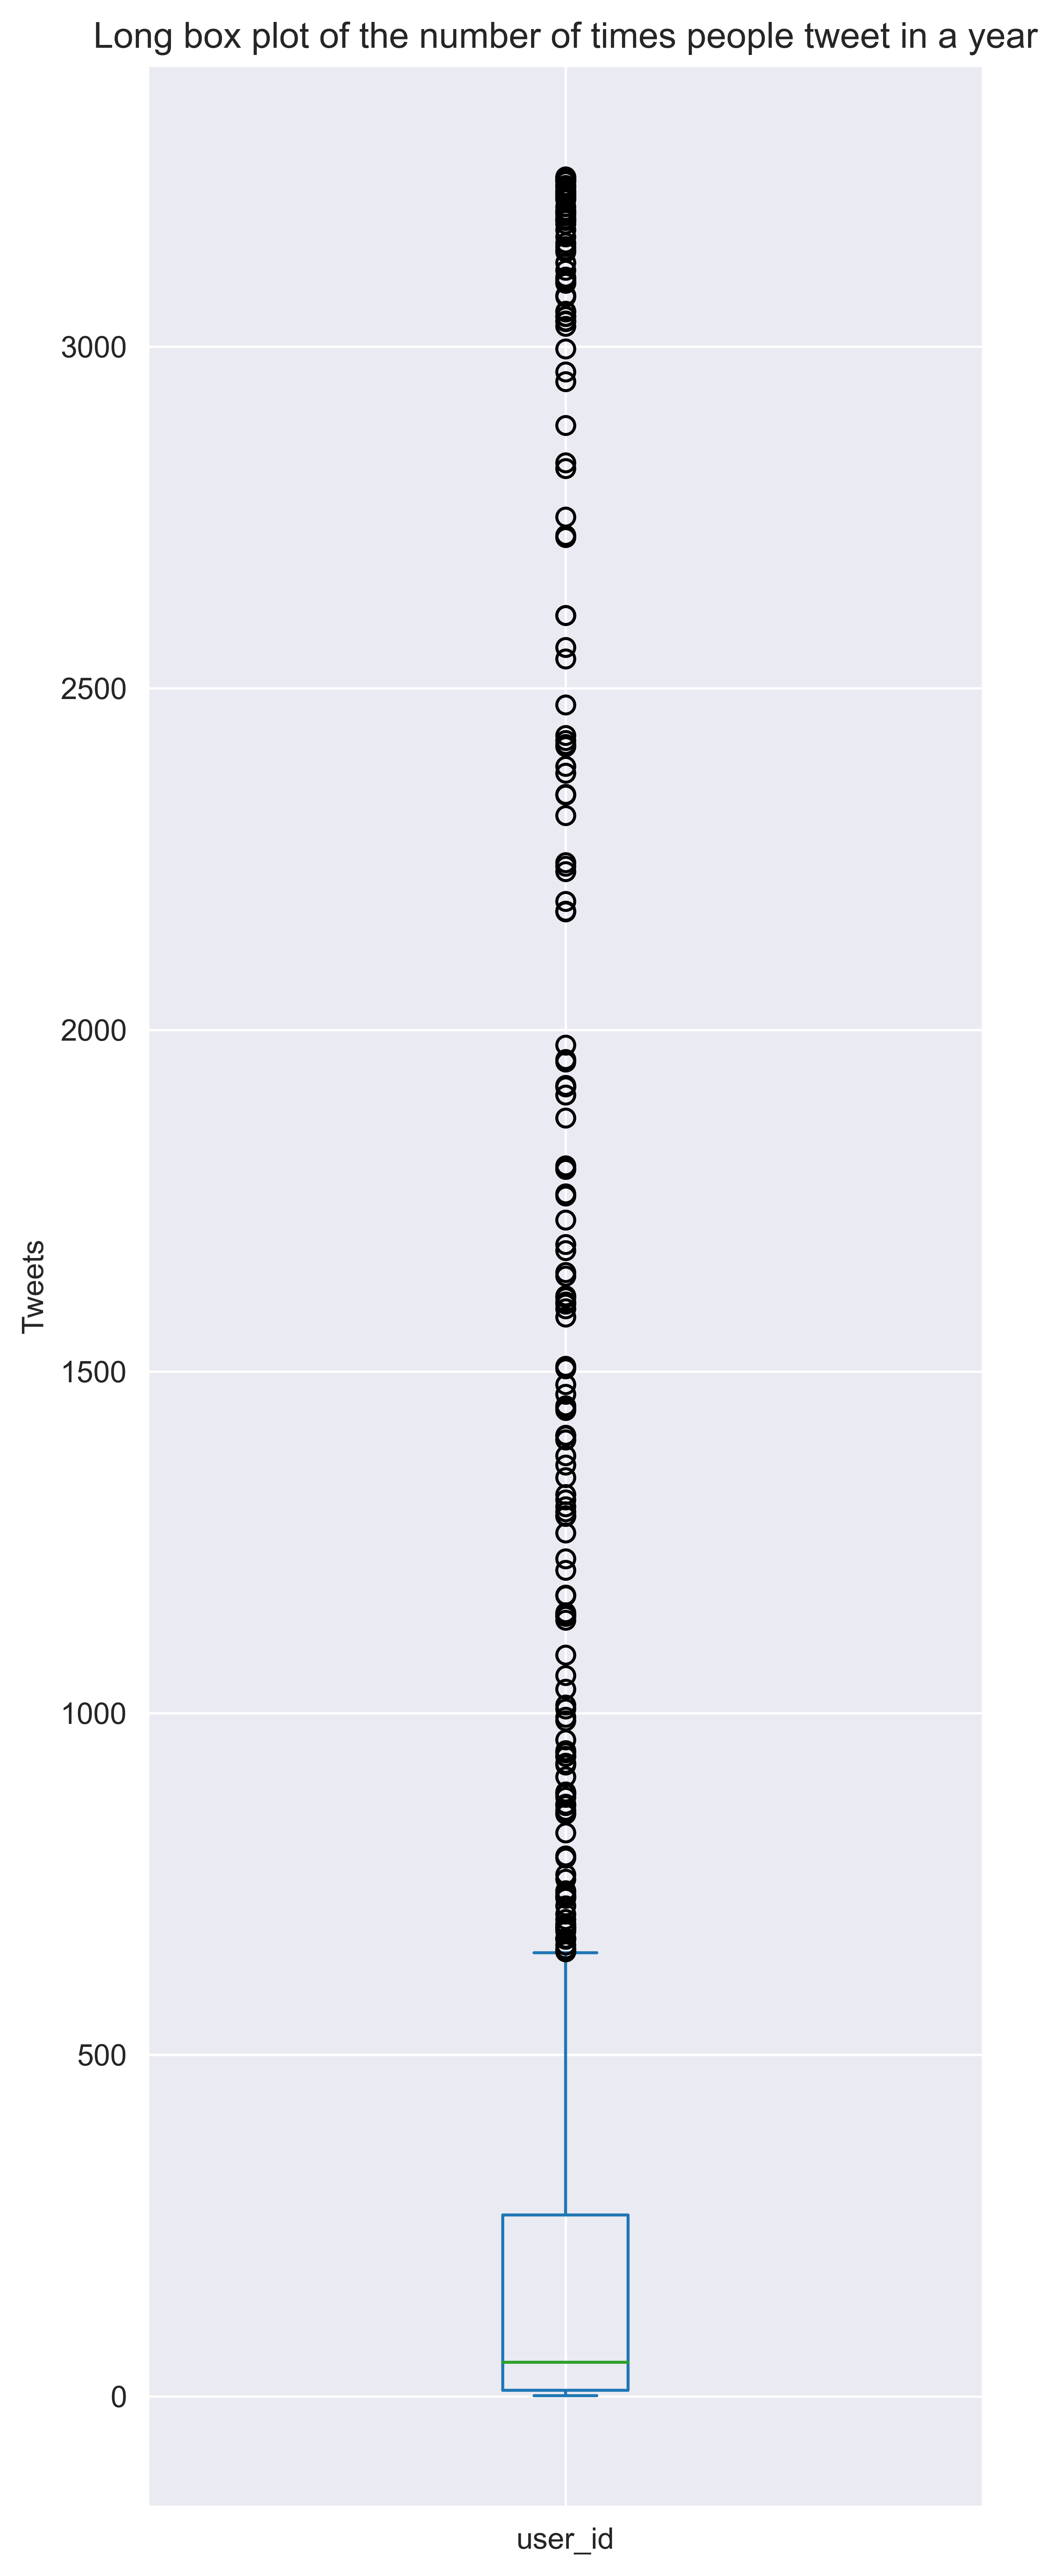 Long box plot of the number of times people tweet in a year
3000
2500
2000
1500
1000
500
0
Tweets
user_id